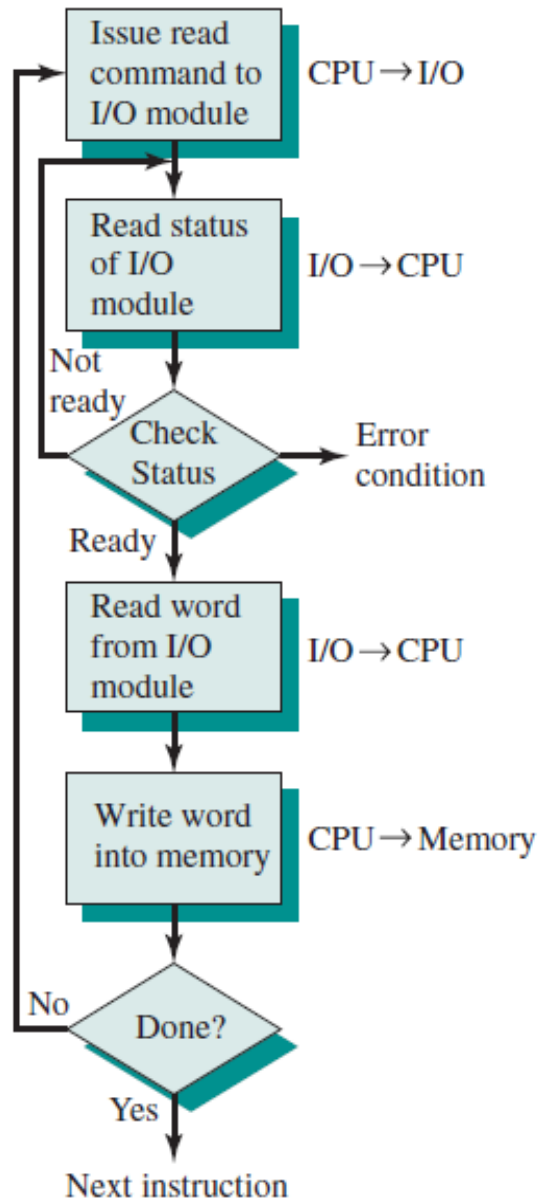 Issue read
command to
I/O module
CPU → I/O
Read status
of I/O
module
I/O → CPU
Not
ready
Check
Status
Error
condition
Ready
Read word
from I/O
module
I/O → CPU
Write word
into memory
CPU → Memory
No
Done?
Yes
Next instruction